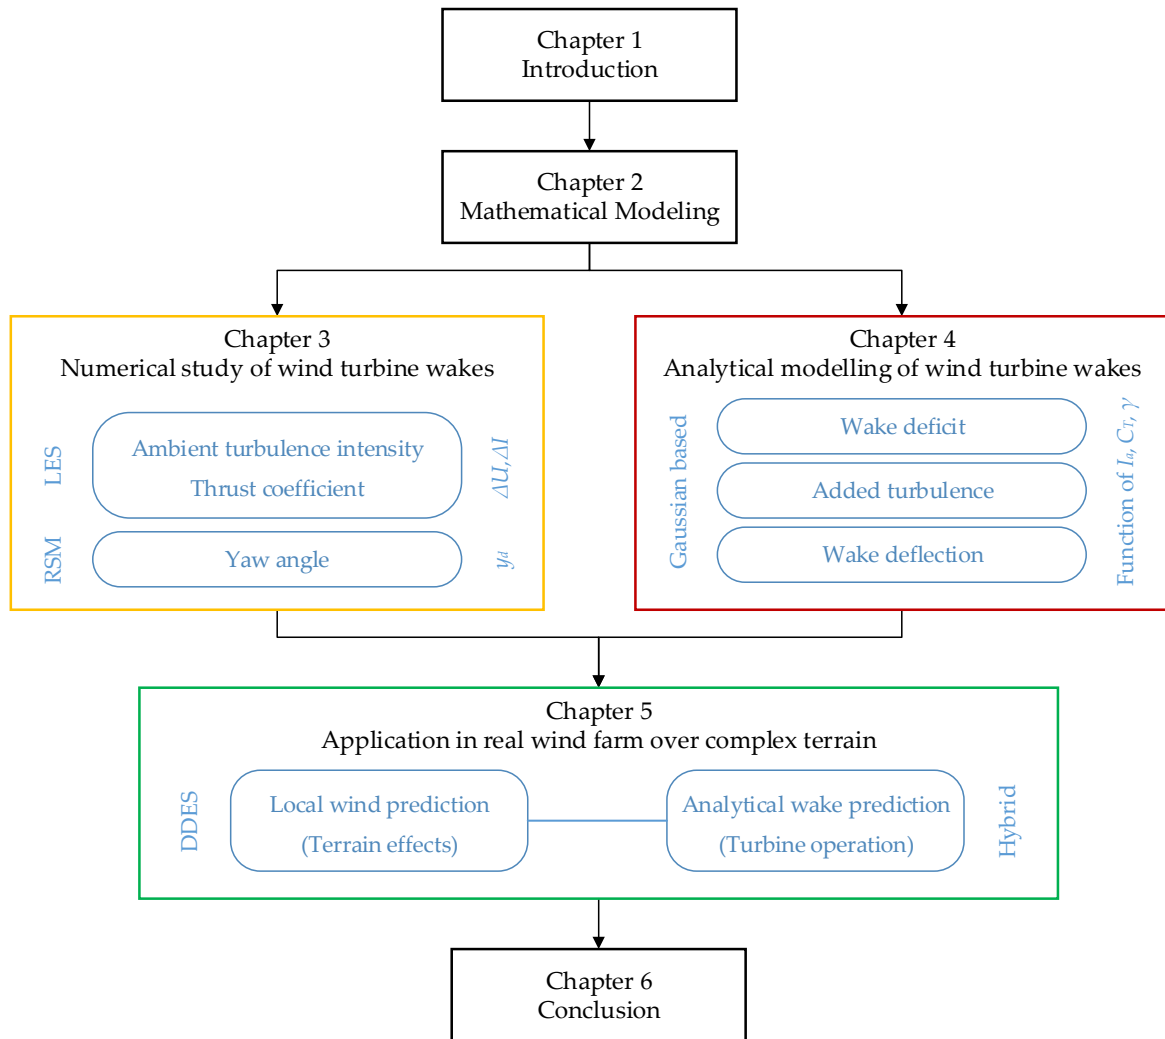 Chapter 1
Introduction
Chapter 2
Mathematical Modeling
Chapter 3
Numerical study of wind turbine wakes
LES
Ambient turbulence intensity
Thrust coefficient
ΔU, ΔI
RSM
Yaw angle
y_d
Chapter 4
Analytical modelling of wind turbine wakes
Gaussian based
Wake deficit
Added turbulence
Wake deflection
Function of I_a, C_T, γ
Chapter 5
Application in real wind farm over complex terrain
DDES
Local wind prediction
(Terrain effects)
Analytical wake prediction
(Turbine operation)
Hybrid
Chapter 6
Conclusion